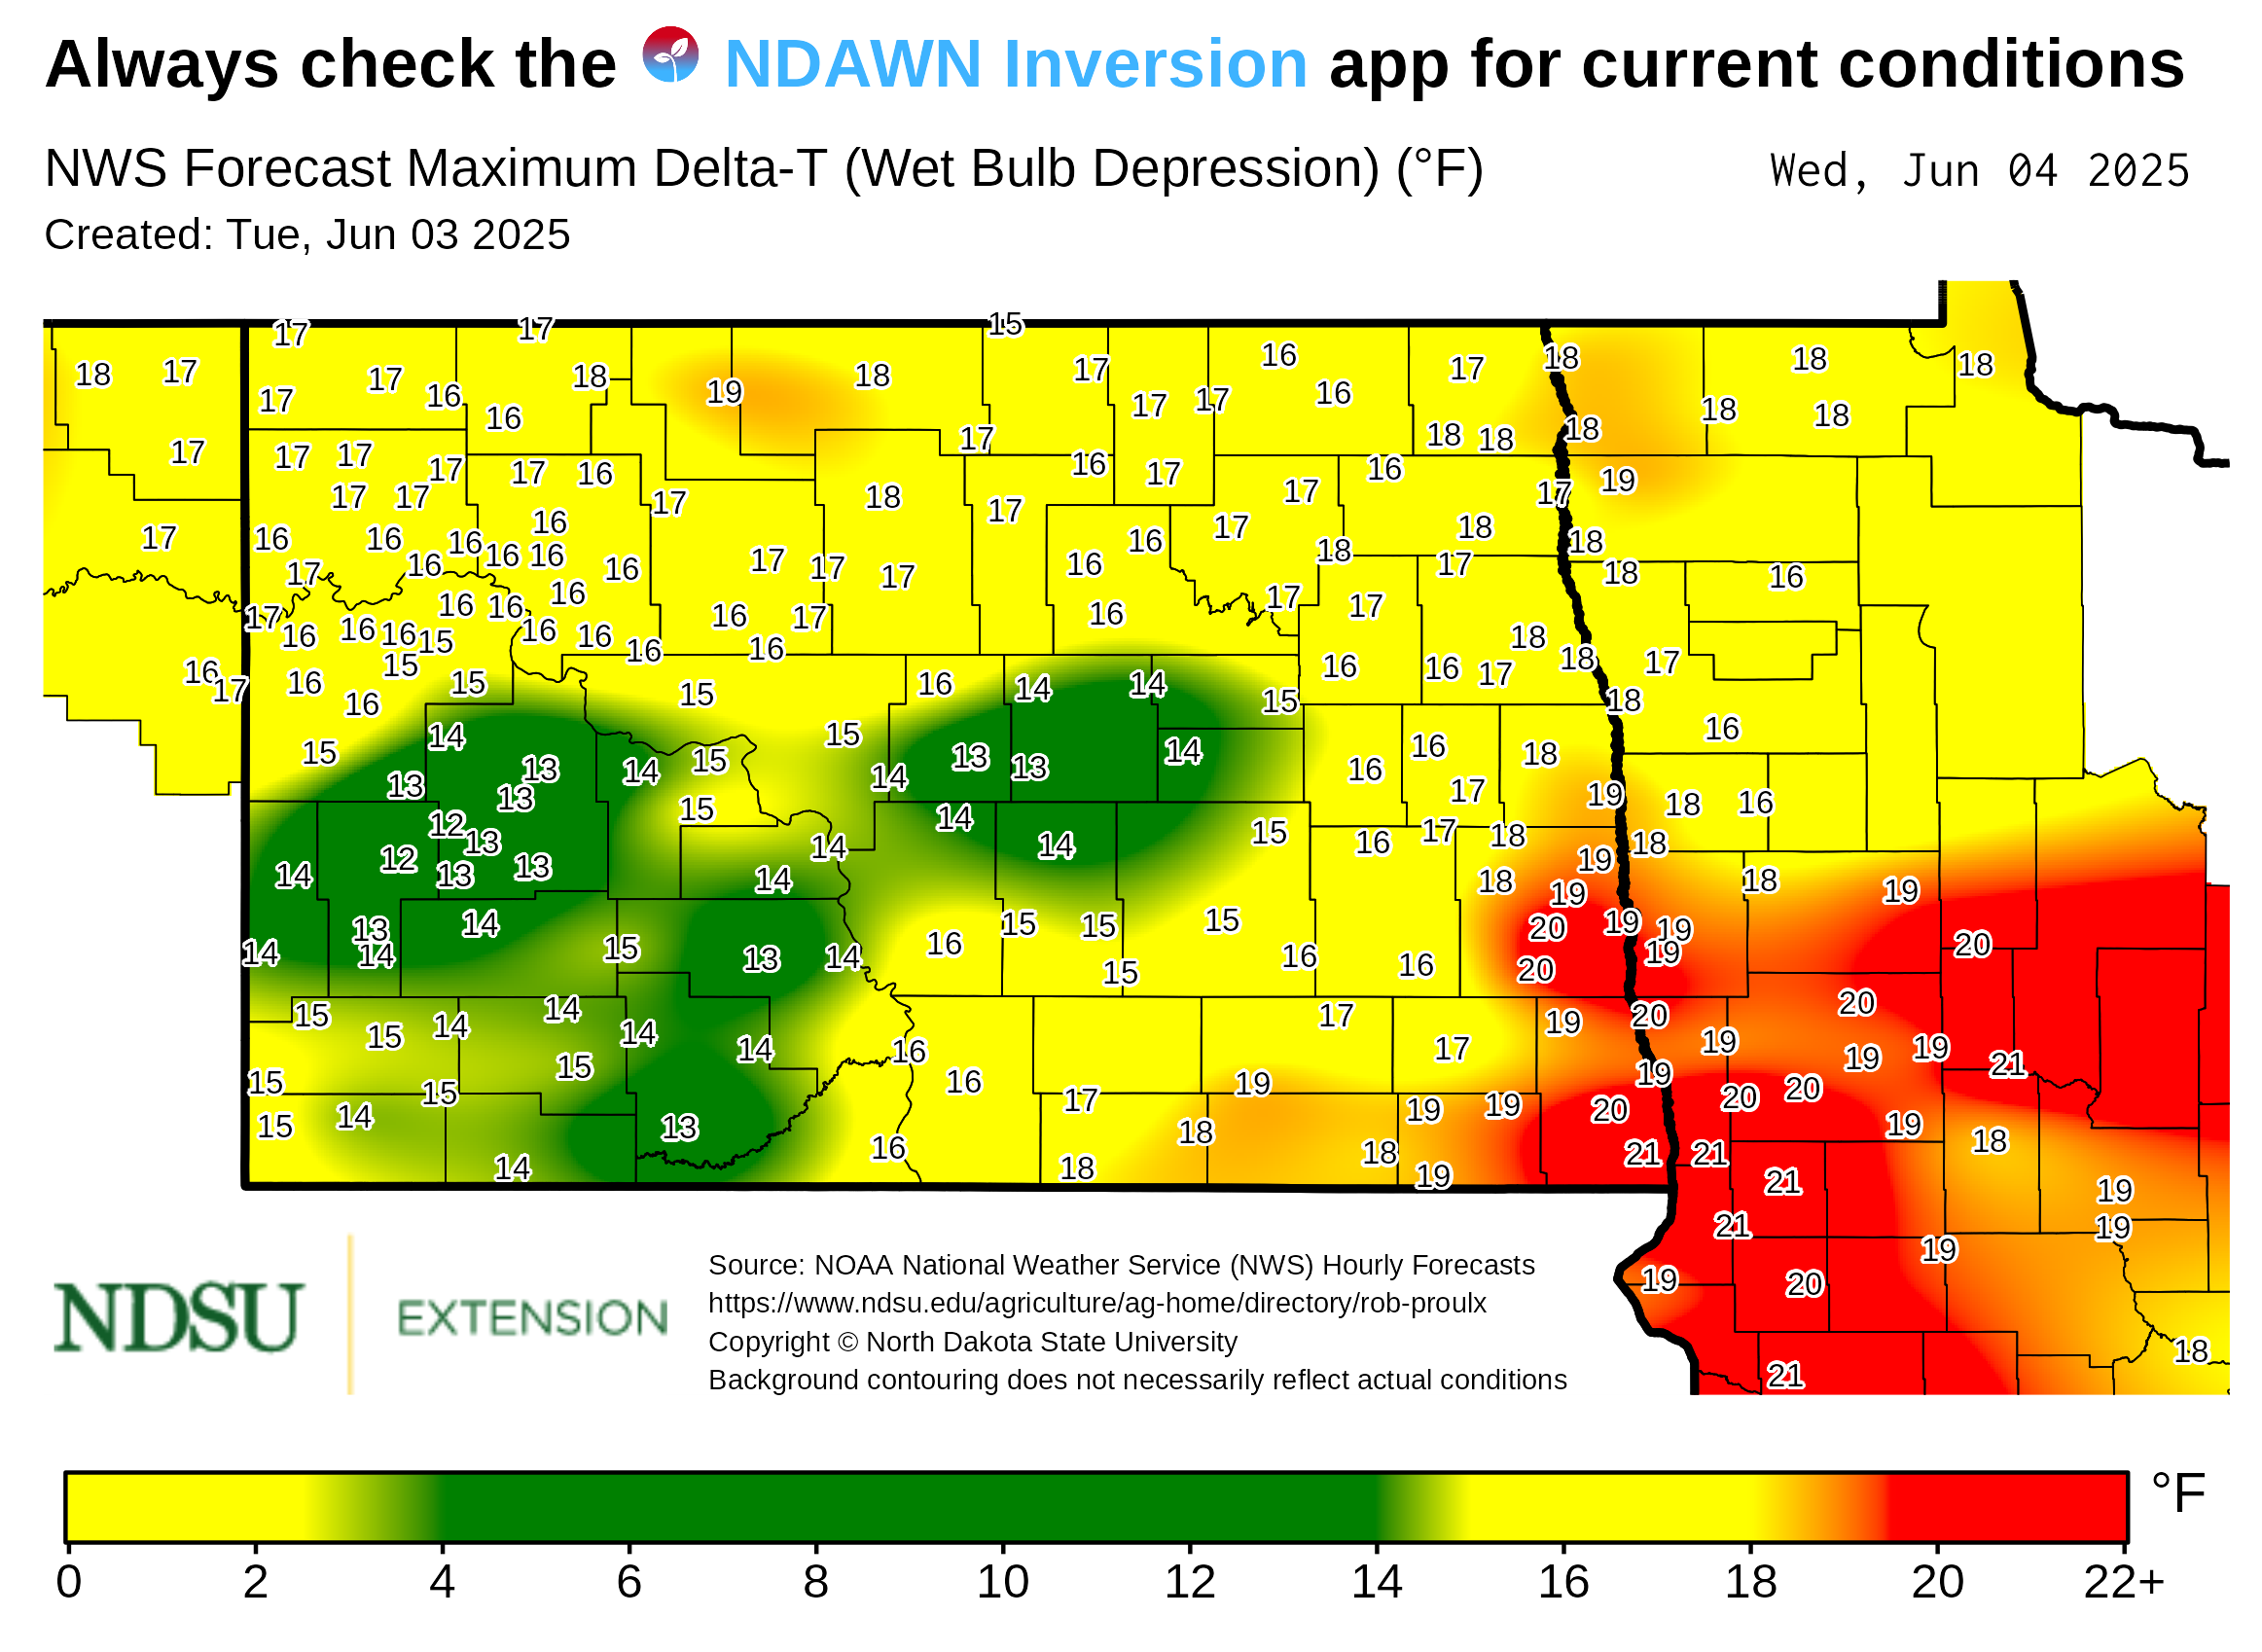 Always check the NDAWN Inversion app for current conditions
NWS Forecast Maximum Delta-T (Wet Bulb Depression) (°F) Wed, Jun 04 2025
Created: Tue, Jun 03 2025
17 17 15
18 17 17 16 18 19 18 17 16 17 18 18 18
17 16 16 17 17 16 18 18
17 17 17 17 17 16 17 16 17 16 18 18 18 19
17 17 17 18 17 17 17
17 16 16 16 16 16 16 16 17 17 17 16 16 17 18 18 17 18
17 16 16 16 16 16 17 16 17 17 18 16
17 16 16 16 15 16 16 16 16 18 18 17
16 17 16 15 15 16 15 16 14 14 15 16 16 17 18
15 14 15 13 13 14 16 16 18 16
13 13 13 14 15 14 16 17 19 18 16
12 13 15 14 14 14 15 16 17 18 18
14 12 13 13 14 18 19 19 18 19
13 14 14 15 13 14 16 15 15 15 16 16 20 19 19 20
14 15 20 19
15 15 14 14 14 14 16 17 17 19 20 19 20
15 15 15 16 19 19 19 19 21
15 14 13 17 18 19 19 20 20 20 19
14 16 18 18 19 21 21 18
21 19
21 19 19
19 20
18
21
NDSU EXTENSION
Source: NOAA National Weather Service (NWS) Hourly Forecasts
https://www.ndsu.edu/agriculture/ag-home/directory/rob-proulx
Copyright © North Dakota State University
Background contouring does not necessarily reflect actual conditions
°F
0 2 4 6 8 10 12 14 16 18 20 22+